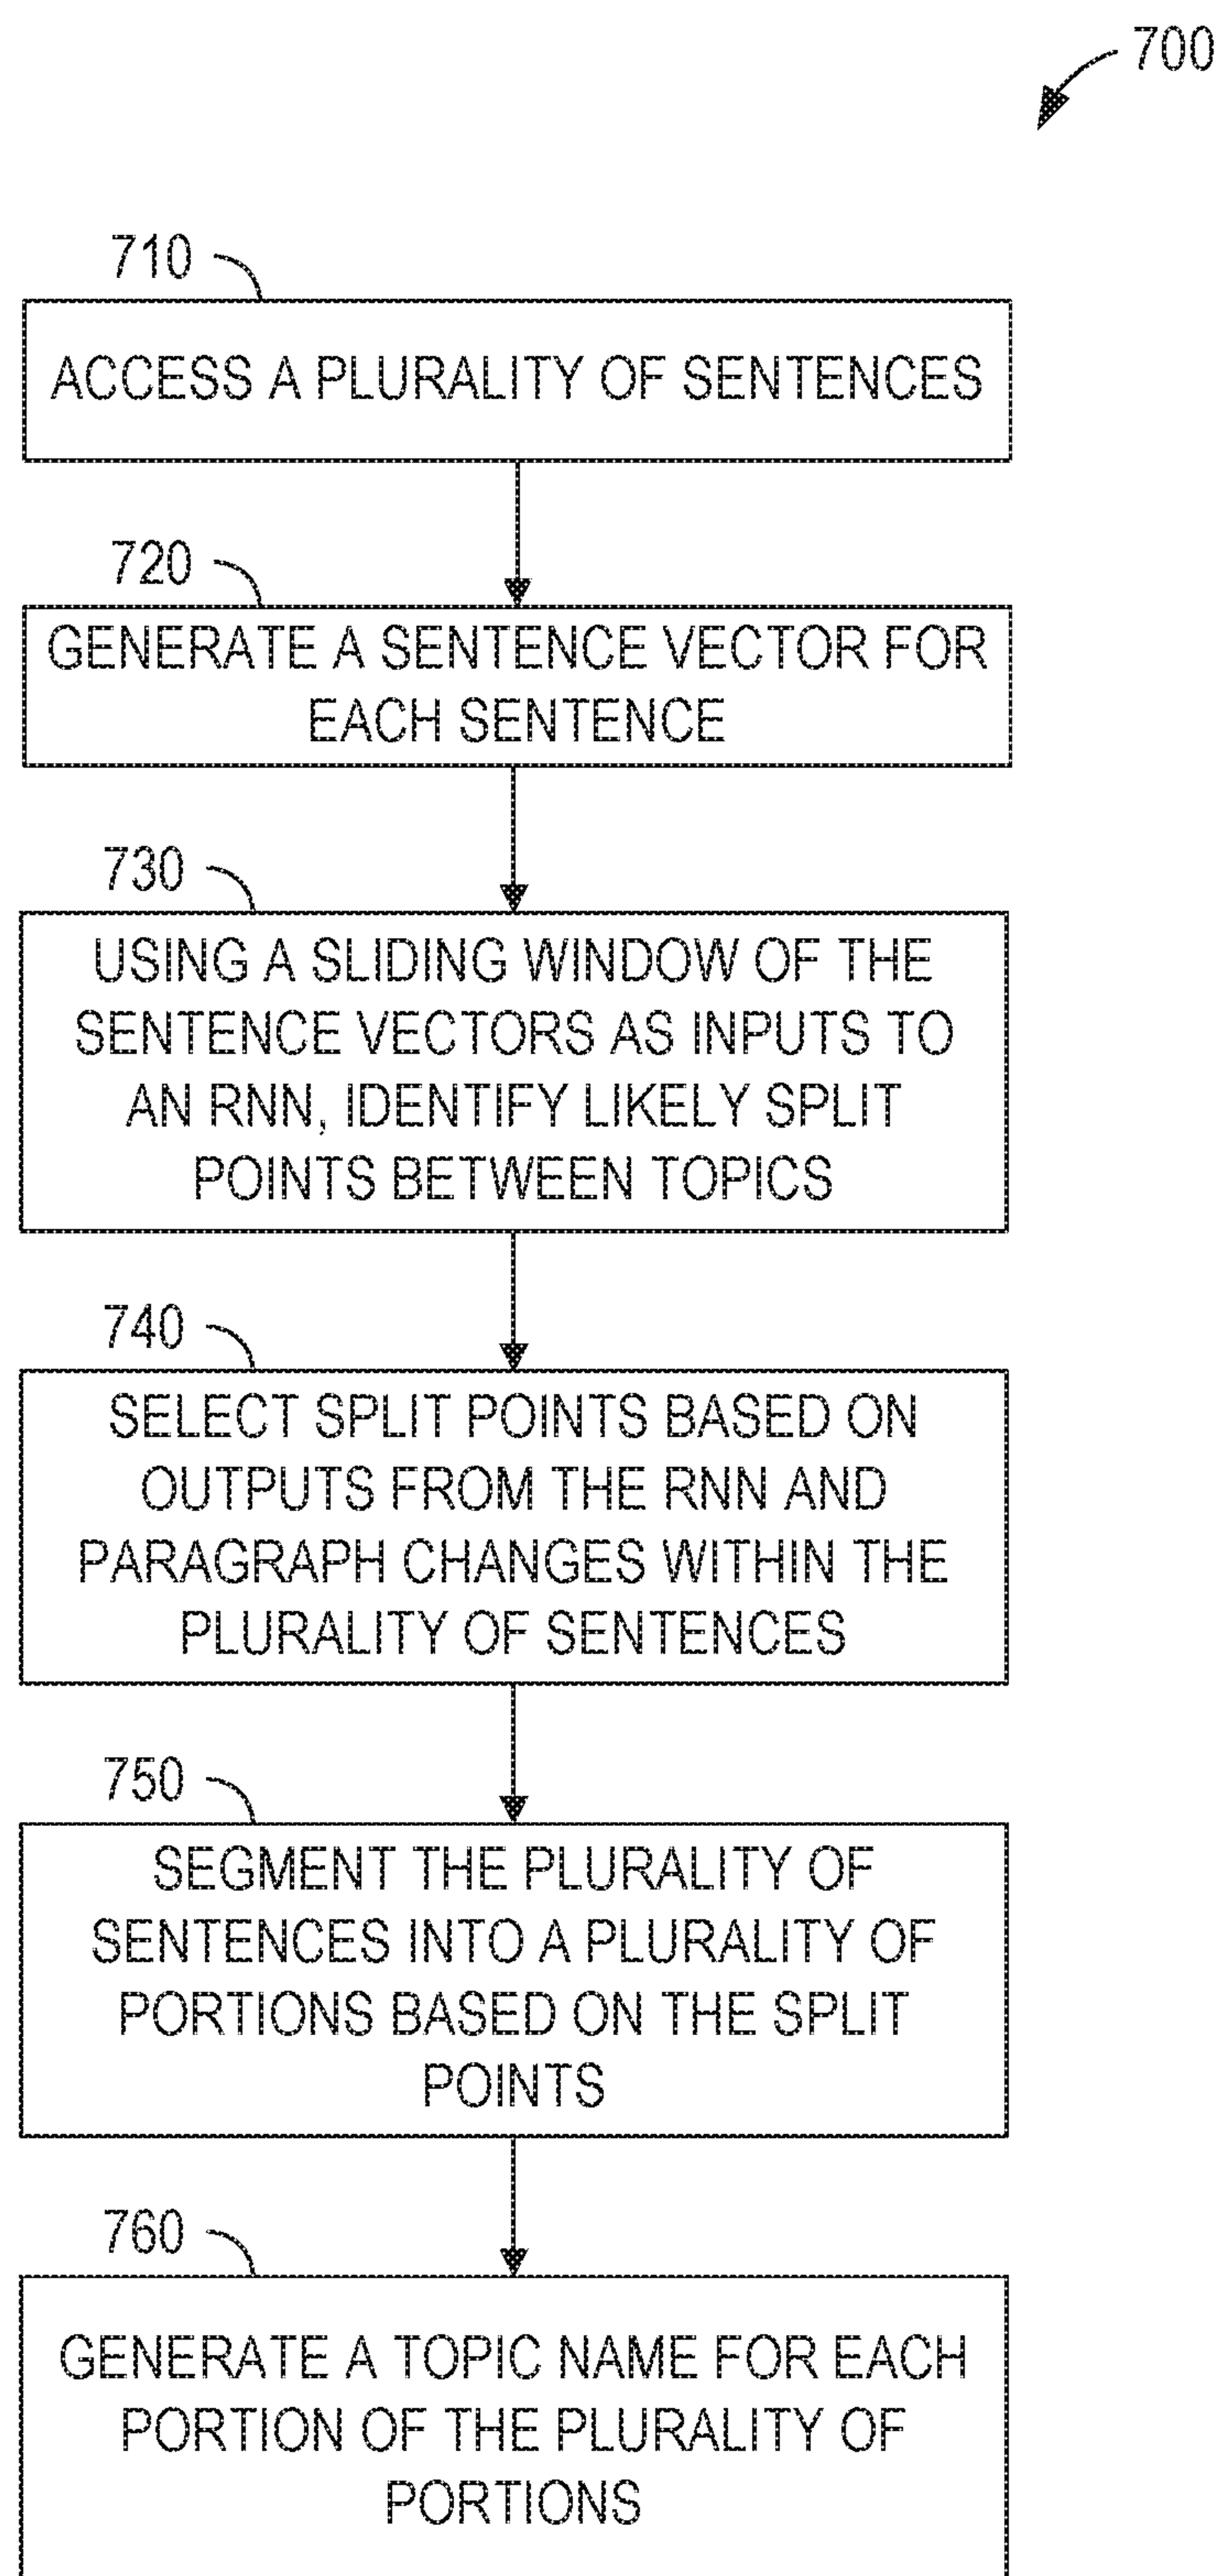 700
710
ACCESS A PLURALITY OF SENTENCES
720
GENERATE A SENTENCE VECTOR FOR
EACH SENTENCE
730
USING A SLIDING WINDOW OF THE
SENTENCE VECTORS AS INPUTS TO
AN RNN, IDENTIFY LIKELY SPLIT
POINTS BETWEEN TOPICS
740
SELECT SPLIT POINTS BASED ON
OUTPUTS FROM THE RNN AND
PARAGRAPH CHANGES WITHIN THE
PLURALITY OF SENTENCES
750
SEGMENT THE PLURALITY OF
SENTENCES INTO A PLURALITY OF
PORTIONS BASED ON THE SPLIT
POINTS
760
GENERATE A TOPIC NAME FOR EACH
PORTION OF THE PLURALITY OF
PORTIONS